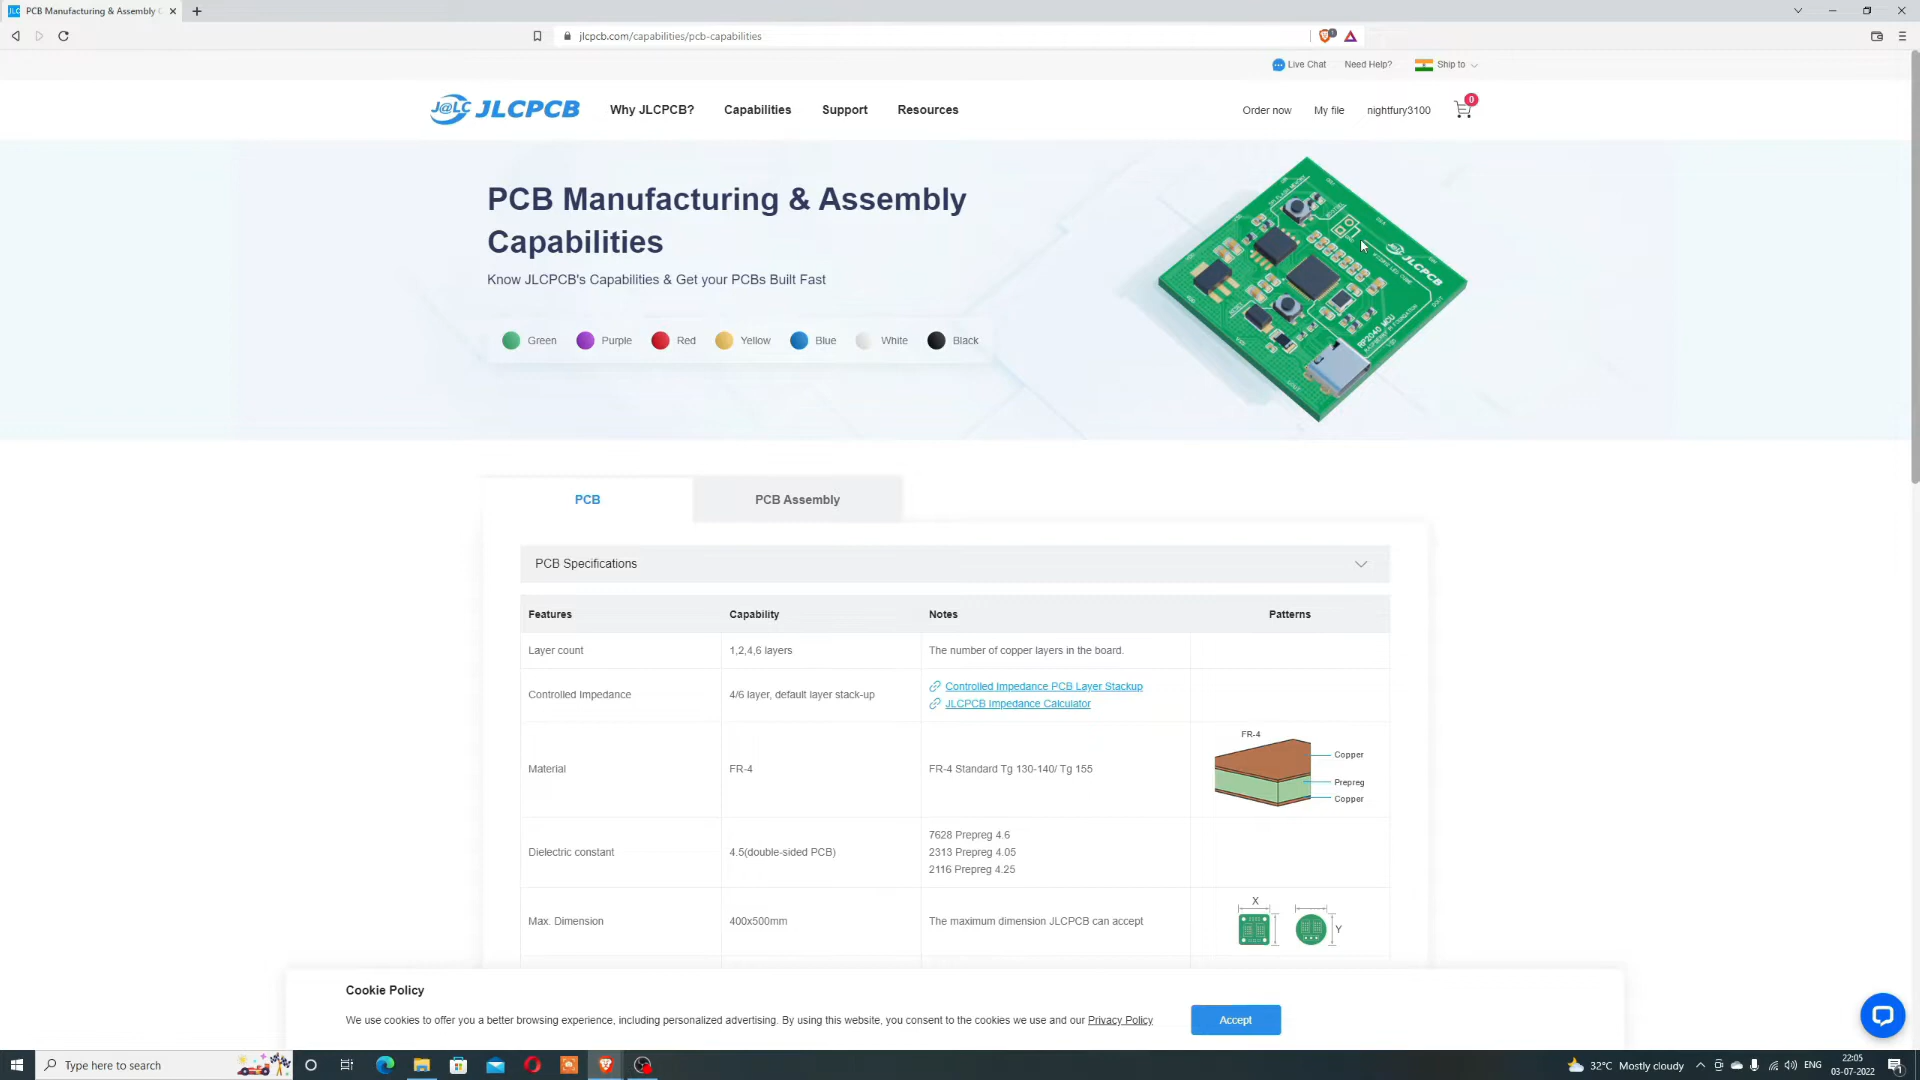 JLC PCB Manufacturing & Assembly C
jlcpcb.com/capabilities/pcb-capabilities
1
Live Chat Need Help? Ship to
J@LC JLCPCB Why JLCPCB? Capabilities Support Resources Order now My file nightfury3100 0
PCB Manufacturing & Assembly
Capabilities
Know JLCPCB's Capabilities & Get your PCBs Built Fast
Green Purple Red Yellow Blue White Black
JLCPCB
RP2040 MCU
RASPBERRY PI FOUNDATION
PCB PCB Assembly
PCB Specifications
Features Capability Notes Patterns
Layer count 1,2,4,6 layers The number of copper layers in the board.
Controlled Impedance 4/6 layer, default layer stack-up Controlled Impedance PCB Layer Stackup
JLCPCB Impedance Calculator
Material FR-4 FR-4 Standard Tg 130-140/ Tg 155
FR-4
Copper
Prepreg
Copper
Dielectric constant 4.5(double-sided PCB) 7628 Prepreg 4.6
2313 Prepreg 4.05
2116 Prepreg 4.25
Max. Dimension 400x500mm The maximum dimension JLCPCB can accept
X
Y
Cookie Policy
We use cookies to offer you a better browsing experience, including personalized advertising. By using this website, you consent to the cookies we use and our Privacy Policy
Accept
Type here to search
32°C Mostly cloudy ENG 22:05
03-07-2022